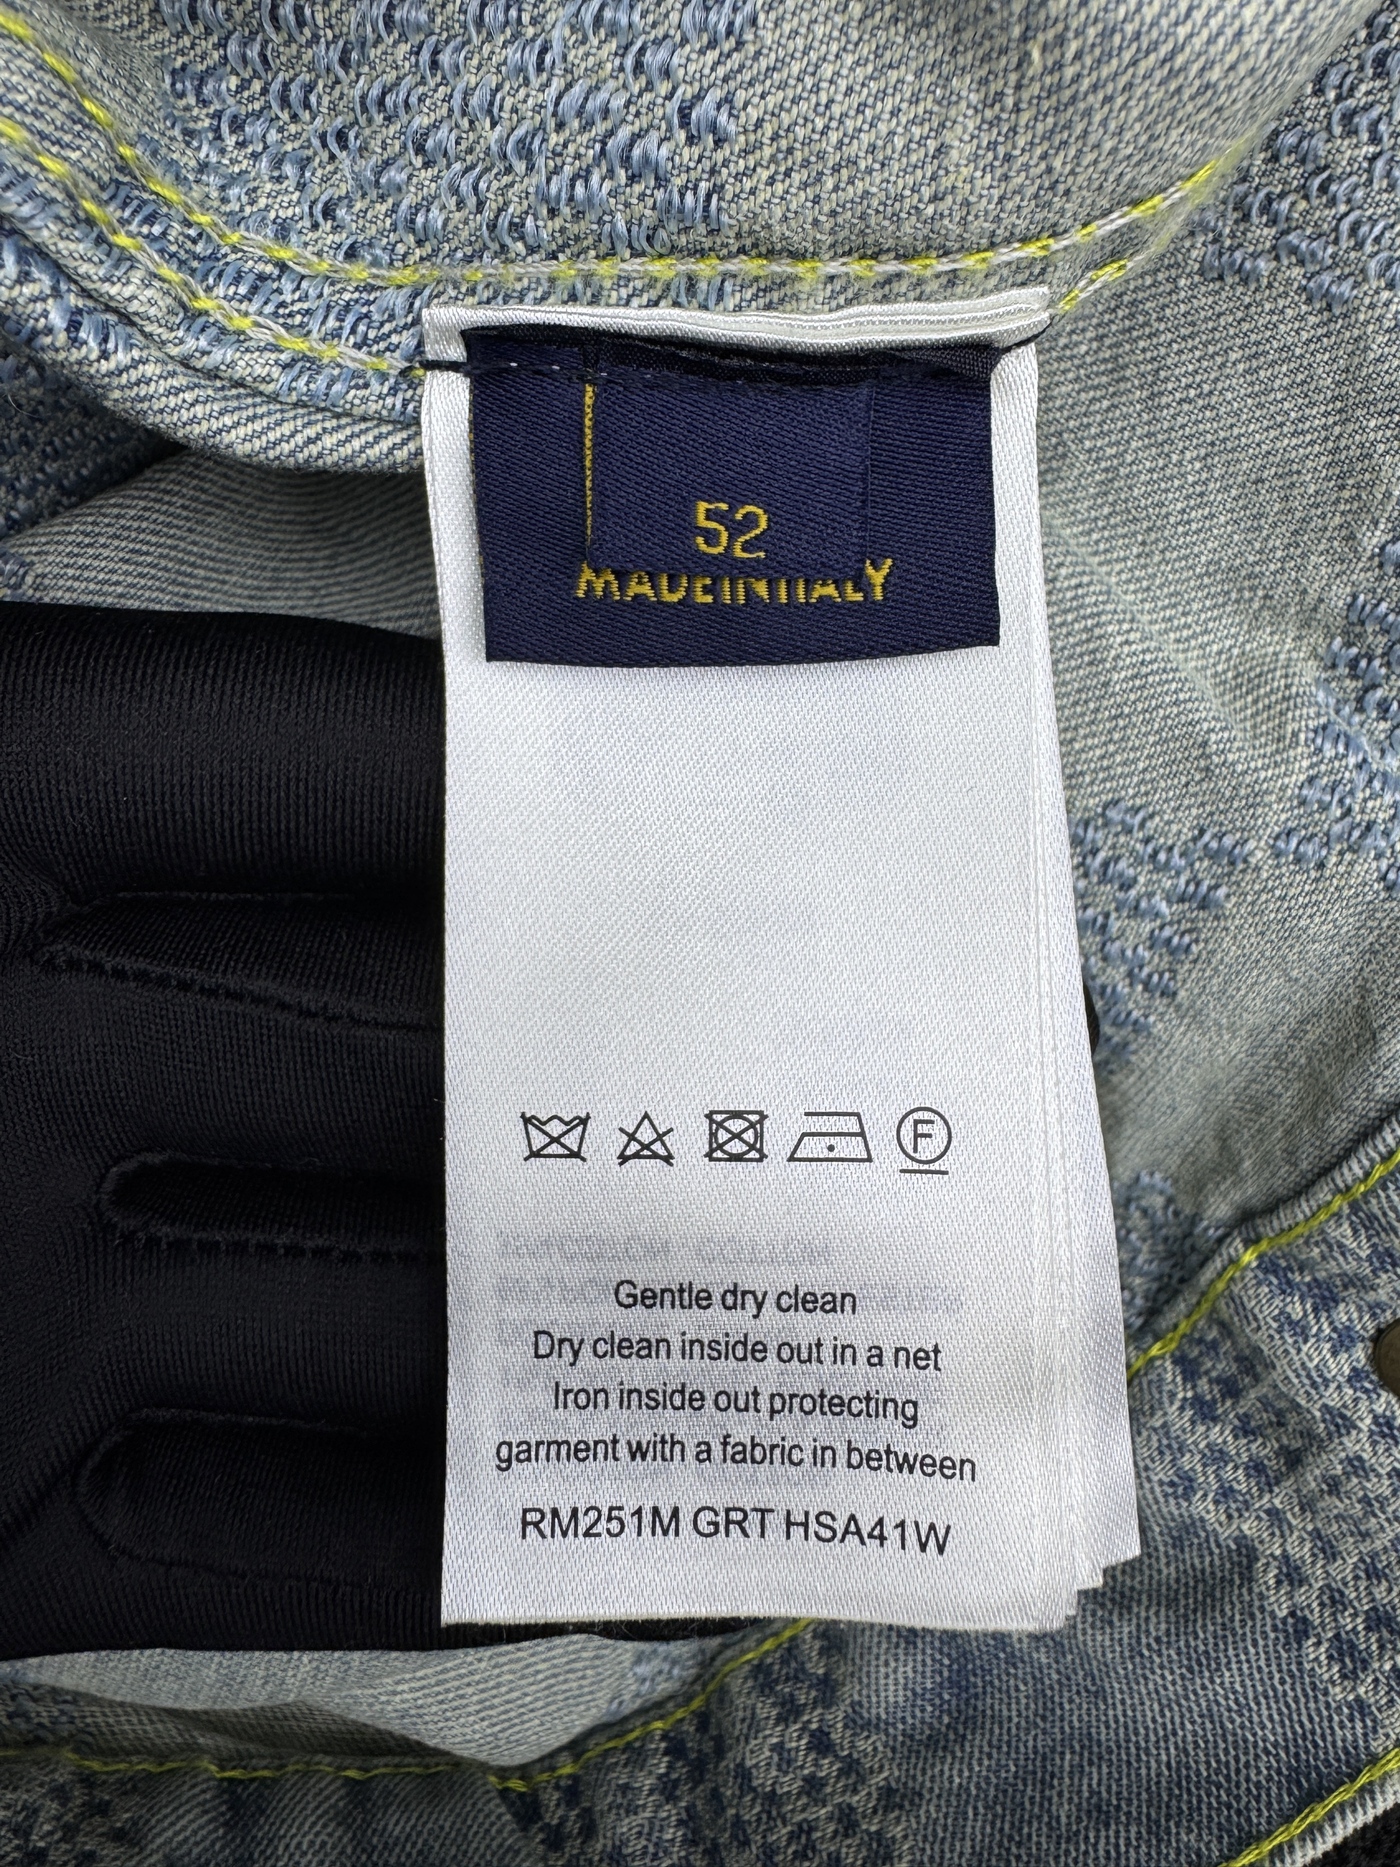 52
MADE IN ITALY
F
Gentle dry clean
Dry clean inside out in a net
Iron inside out protecting
garment with a fabric in between
RM251M GRT HSA41W